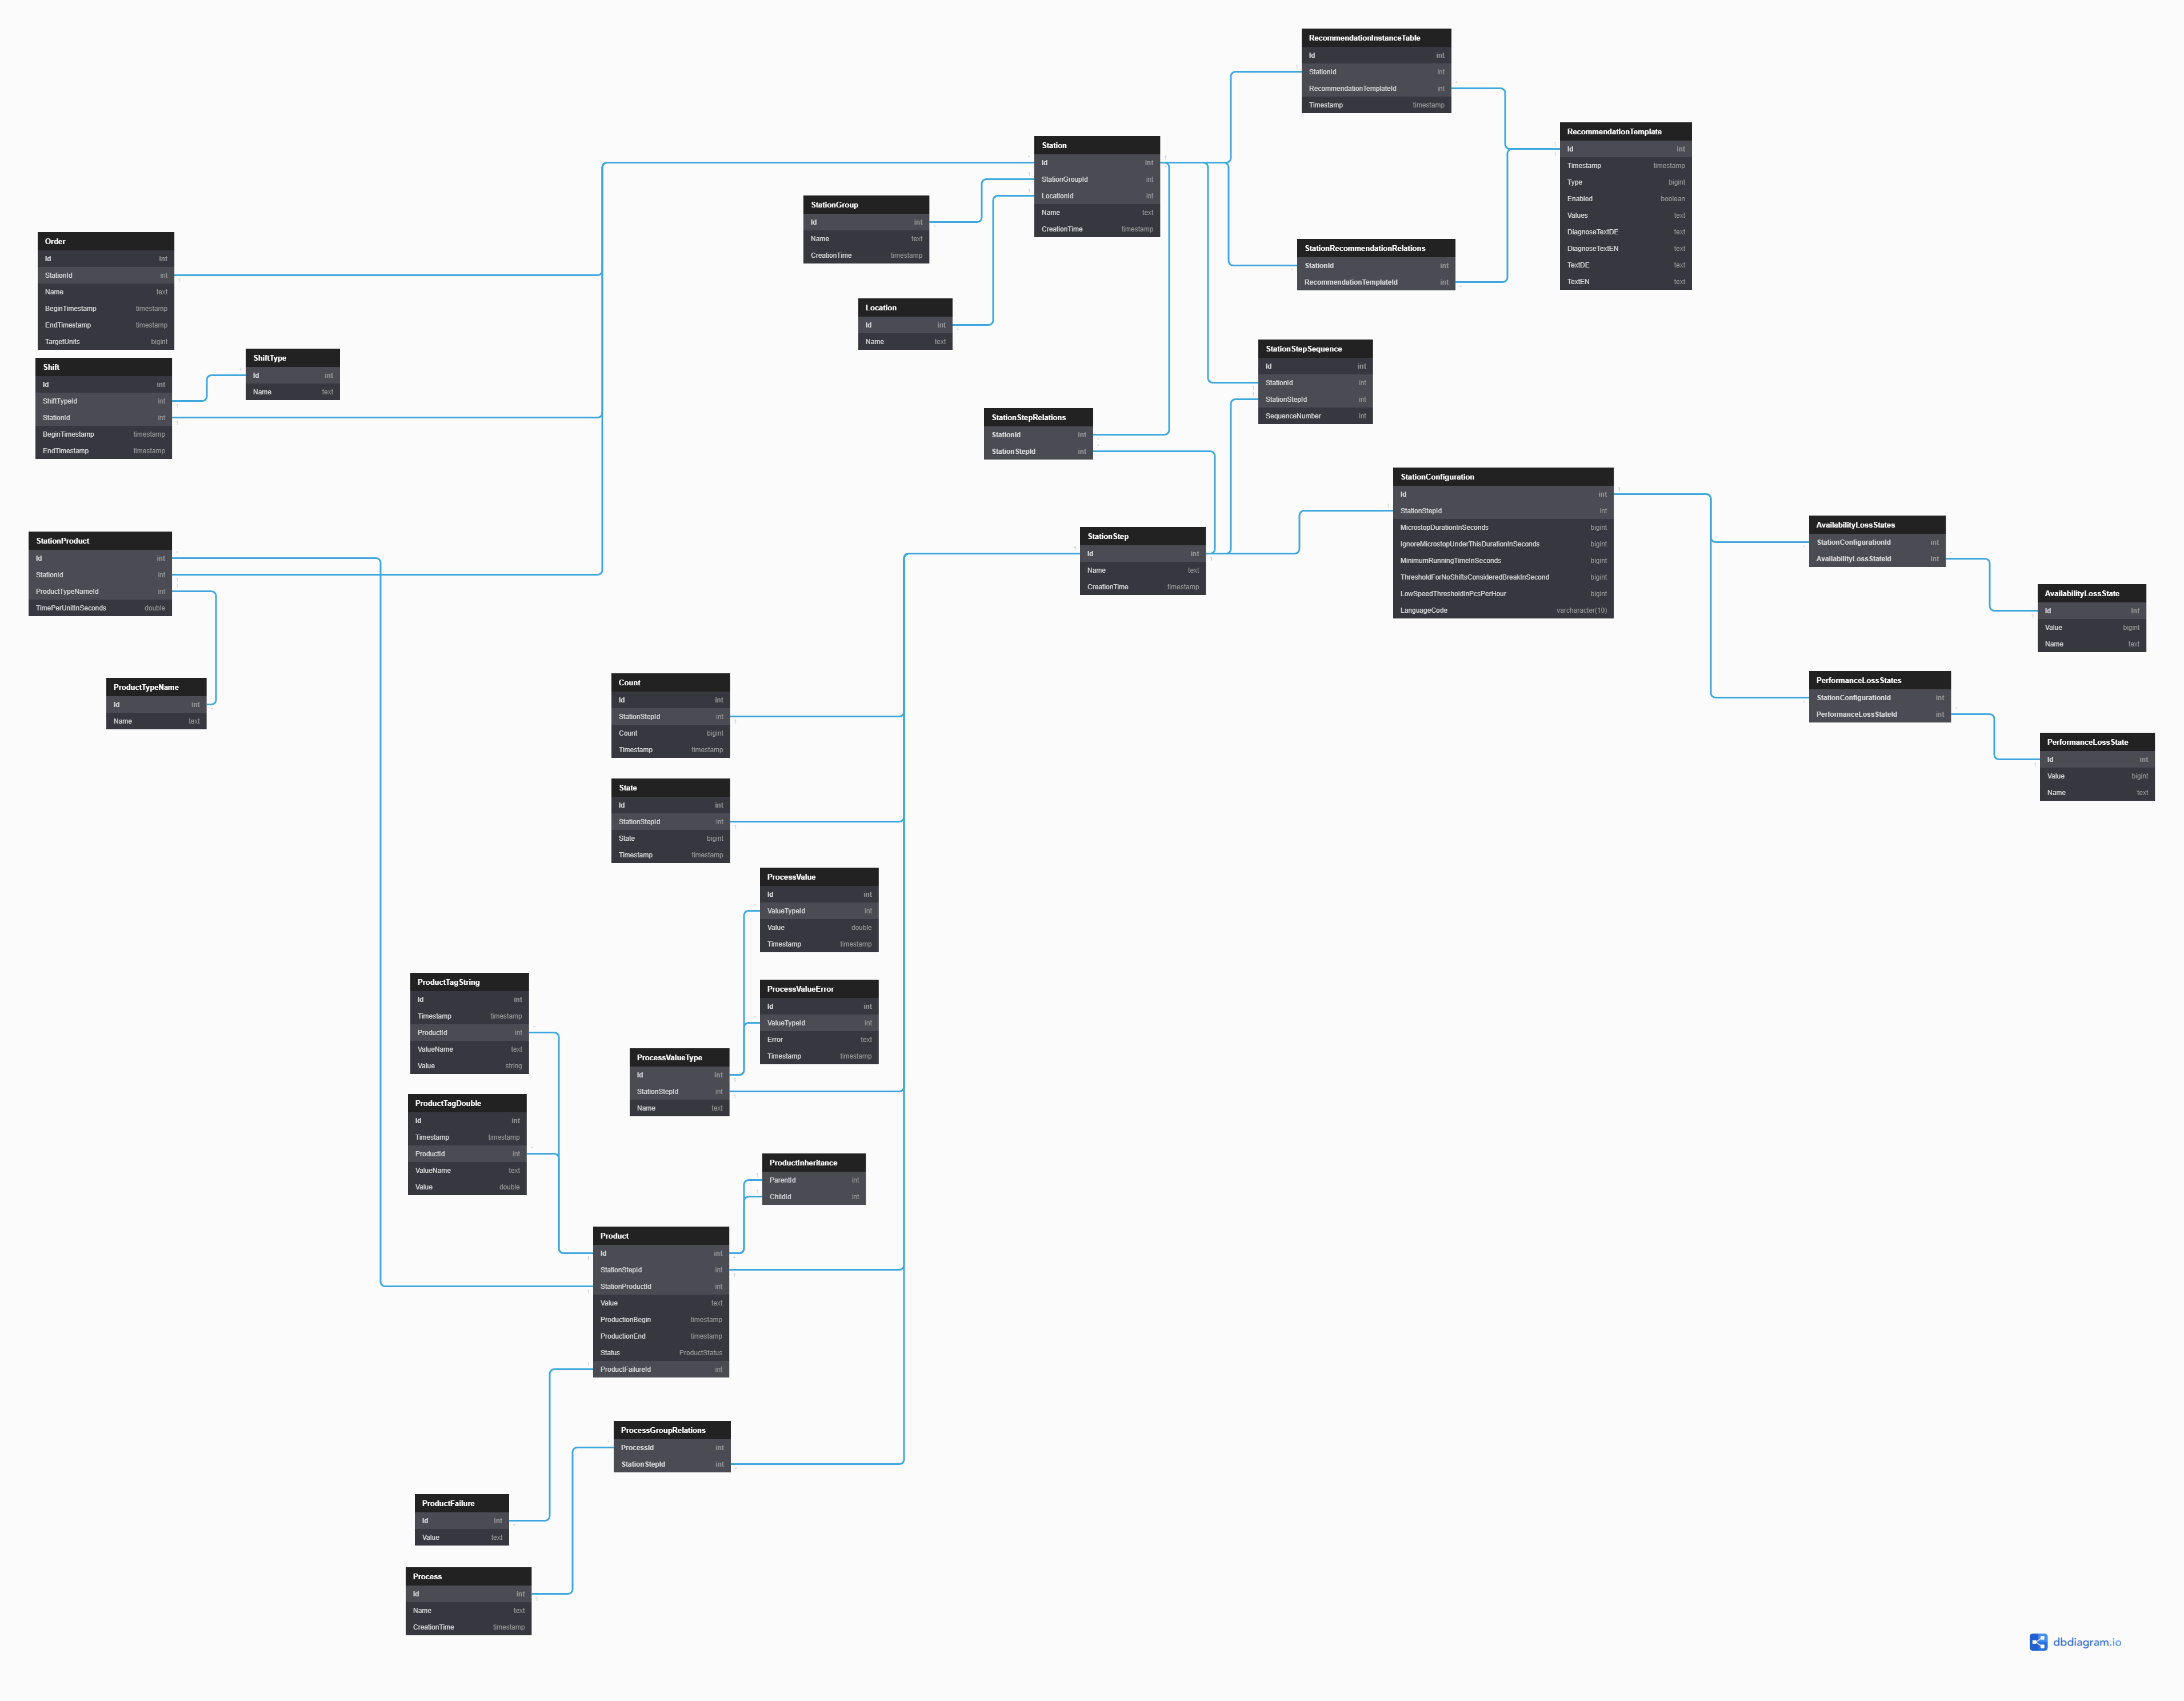 RecommendationInstanceTable
Id int
StationId int
RecommendationTemplateId int
Timestamp timestamp
RecommendationTemplate
Id int
Timestamp timestamp
Type bigint
Enabled boolean
Values text
DiagnoseTextDE text
DiagnoseTextEN text
TextDE text
TextEN text
Station
Id int
StationGroupId int
LocationId int
Name text
CreationTime timestamp
StationGroup
Id int
Name text
CreationTime timestamp
StationRecommendationRelations
StationId int
RecommendationTemplateId int
Order
Id int
StationId int
Name text
BeginTimestamp timestamp
EndTimestamp timestamp
TargetUnits bigint
Location
Id int
Name text
Shift
Id int
ShiftTypeId int
StationId int
BeginTimestamp timestamp
EndTimestamp timestamp
ShiftType
Id int
Name text
StationStepSequence
Id int
StationId int
StationStepId int
SequenceNumber int
StationStepRelations
StationId int
StationStepId int
StationConfiguration
Id int
StationStepId int
MicrostopDurationInSeconds bigint
IgnoreMicrostopUnderThisDurationInSeconds bigint
MinimumRunningTimeInSeconds bigint
ThresholdForNoShiftsConsideredBreakInSecond bigint
LowSpeedThresholdInPcsPerHour bigint
LanguageCode varcharacter(10)
AvailabilityLossStates
StationConfigurationId int
AvailabilityLossStateId int
StationProduct
Id int
StationId int
ProductTypeNameId int
TimePerUnitInSeconds double
StationStep
Id int
Name text
CreationTime timestamp
AvailabilityLossState
Id int
Value bigint
Name text
ProductTypeName
Id int
Name text
Count
Id int
StationStepId int
Count bigint
Timestamp timestamp
PerformanceLossStates
StationConfigurationId int
PerformanceLossStateId int
PerformanceLossState
Id int
Value bigint
Name text
State
Id int
StationStepId int
State bigint
Timestamp timestamp
ProcessValue
Id int
ValueTypeId int
Value double
Timestamp timestamp
ProductTagString
Id int
Timestamp timestamp
ProductId int
ValueName text
Value string
ProcessValueError
Id int
ValueTypeId int
Error text
Timestamp timestamp
ProcessValueType
Id int
StationStepId int
Name text
ProductTagDouble
Id int
Timestamp timestamp
ProductId int
ValueName text
Value double
ProductInheritance
ParentId int
ChildId int
Product
Id int
StationStepId int
StationProductId int
Value text
ProductionBegin timestamp
ProductionEnd timestamp
Status ProductStatus
ProductFailureId int
ProcessGroupRelations
ProcessId int
StationStepId int
ProductFailure
Id int
Value text
Process
Id int
Name text
CreationTime timestamp
dbdiagram.io